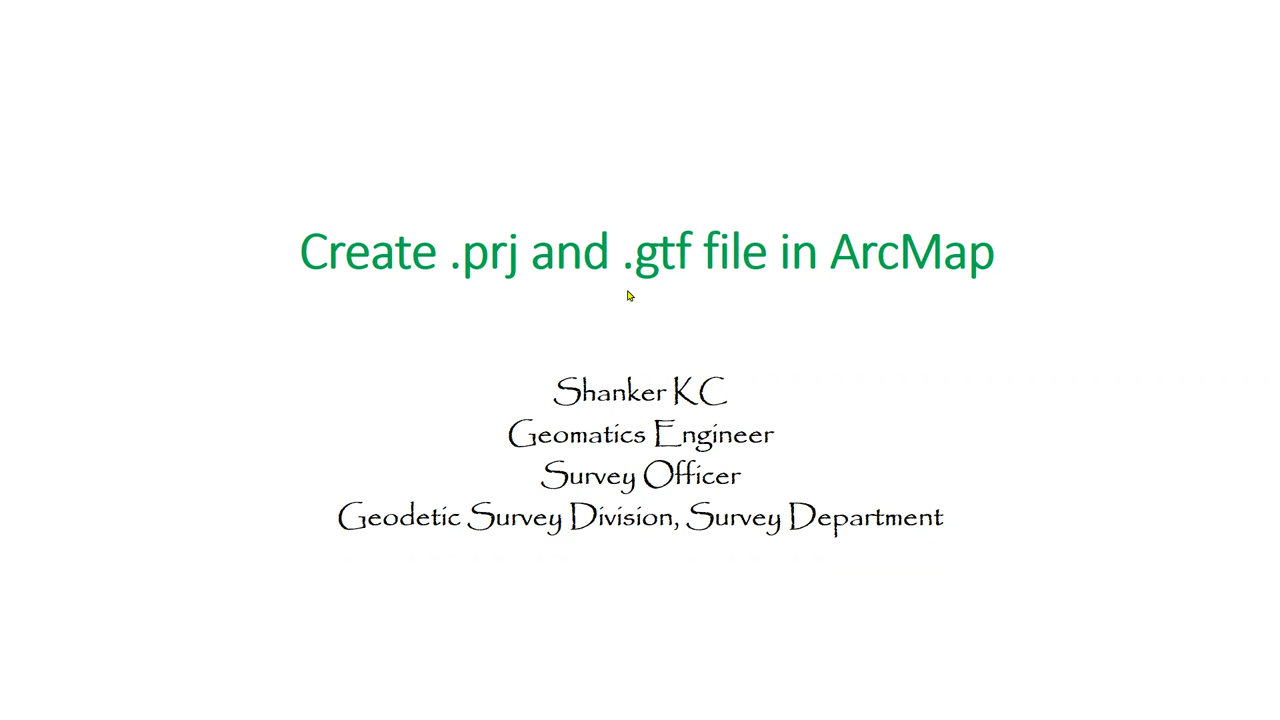 Create .prj and .gtf file in ArcMap
Shanker KC
Geomatics Engineer
Survey Officer
Geodetic Survey Division, Survey Department